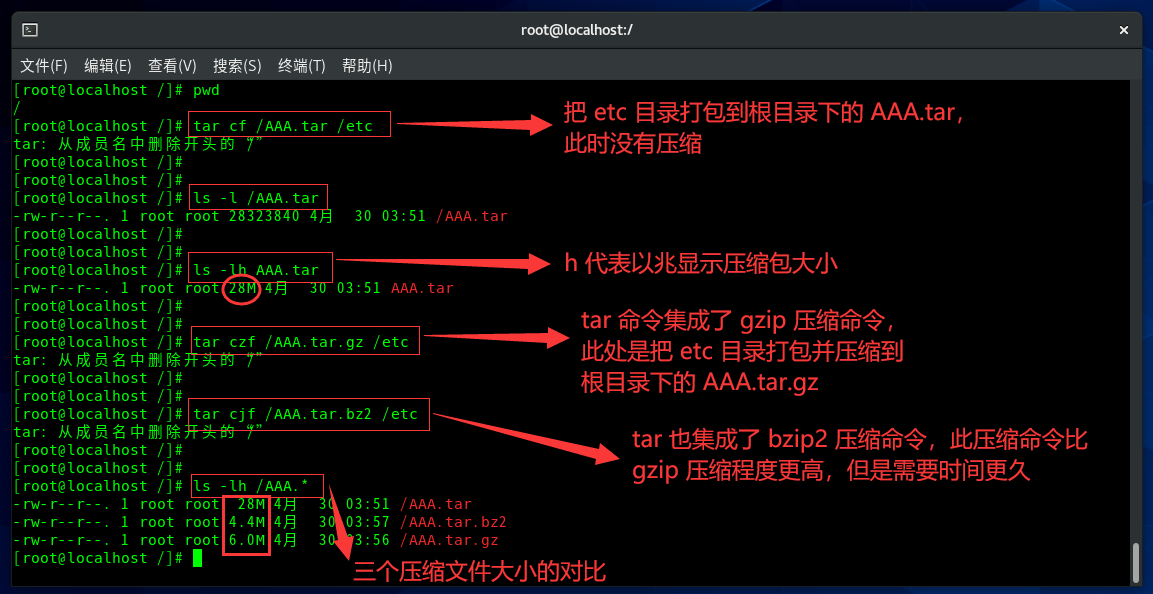 root@localhost:/
文件(F) 编辑(E) 查看(V) 搜索(S) 终端(T) 帮助(H)
[root@localhost /]# pwd
/
[root@localhost /]# tar cf /AAA.tar /etc
把 etc 目录打包到根目录下的 AAA.tar，
此时没有压缩
tar: 从成员名中删除开头的“/”
[root@localhost /]#
[root@localhost /]#
[root@localhost /]# ls -l /AAA.tar
-rw-r--r--. 1 root root 28323840 4月  30 03:51 /AAA.tar
[root@localhost /]#
[root@localhost /]#
[root@localhost /]# ls -lh AAA.tar
h 代表以兆显示压缩包大小
-rw-r--r--. 1 root root 28M 4月  30 03:51 AAA.tar
[root@localhost /]#
[root@localhost /]#
[root@localhost /]# tar czf /AAA.tar.gz /etc
tar 命令集成了 gzip 压缩命令，
此处是把 etc 目录打包并压缩到
根目录下的 AAA.tar.gz
tar: 从成员名中删除开头的“/”
[root@localhost /]#
[root@localhost /]#
[root@localhost /]# tar cjf /AAA.tar.bz2 /etc
tar 也集成了 bzip2 压缩命令，此压缩命令比
gzip 压缩程度更高，但是需要时间更久
tar: 从成员名中删除开头的“/”
[root@localhost /]#
[root@localhost /]#
[root@localhost /]# ls -lh /AAA.*
-rw-r--r--. 1 root root  28M 4月  30 03:51 /AAA.tar
-rw-r--r--. 1 root root 4.4M 4月  30 03:57 /AAA.tar.bz2
-rw-r--r--. 1 root root 6.0M 4月  30 03:56 /AAA.tar.gz
[root@localhost /]#
三个压缩文件大小的对比